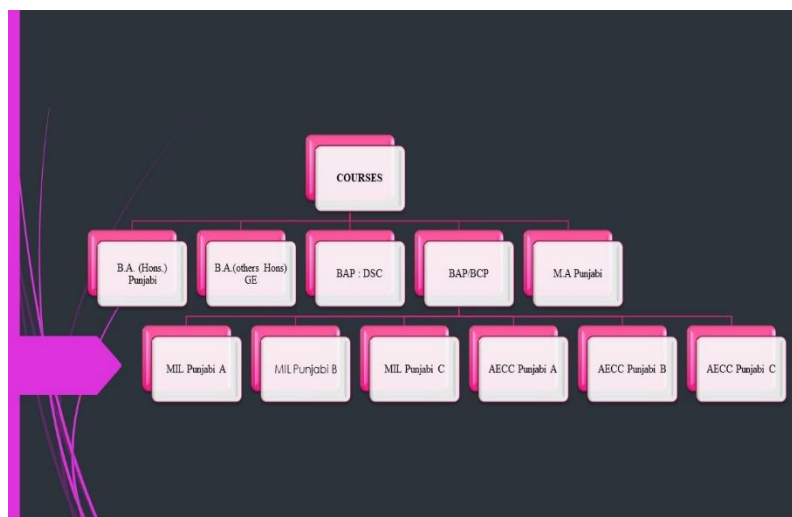 COURSES
B.A. (Hons.)
Punjabi
B.A.(others Hons)
GE
BAP : DSC
BAP/BCP
M.A Punjabi
MIL Punjabi A
MIL Punjabi B
MIL Punjabi C
AECC Punjabi A
AECC Punjabi B
AECC Punjabi C